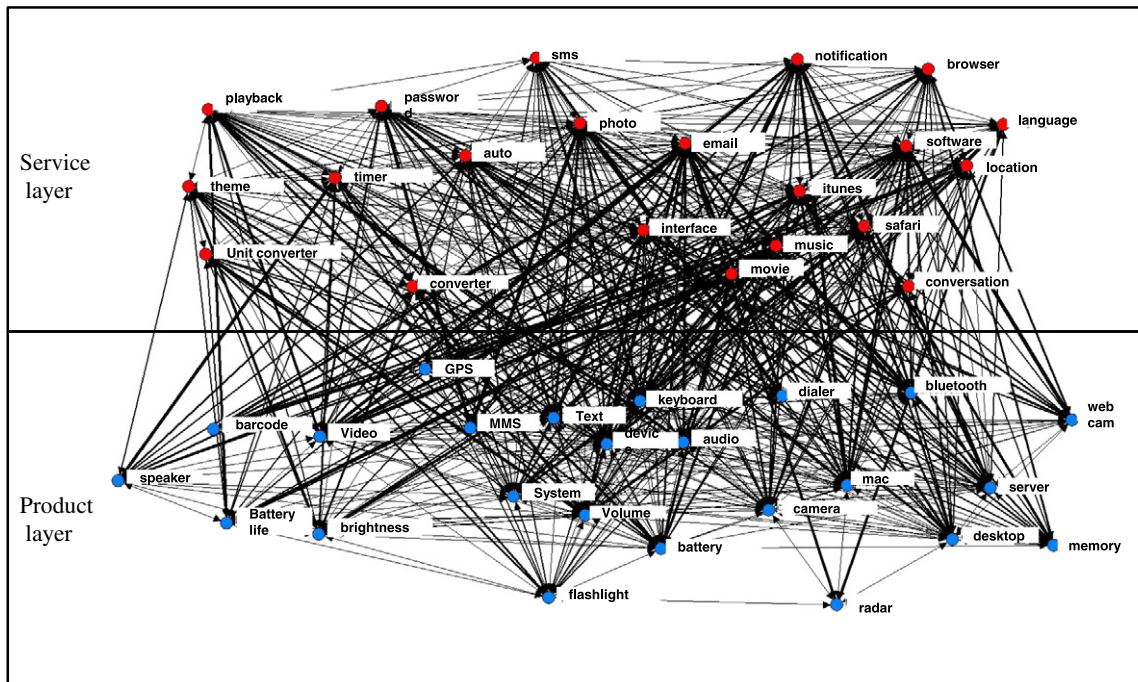 sms
notification
browser
playback
passwor
d
photo
language
auto
email
software
Service
layer
location
theme
timer
itunes
interface
safari
Unit converter
music
movie
converter
conversation
GPS
bluetooth
dialer
keyboard
web
cam
barcode
Video
MMS
Text
devic
audio
speaker
mac
server
System
Product
layer
Battery
life
brightness
Volume
camera
battery
desktop
memory
flashlight
radar